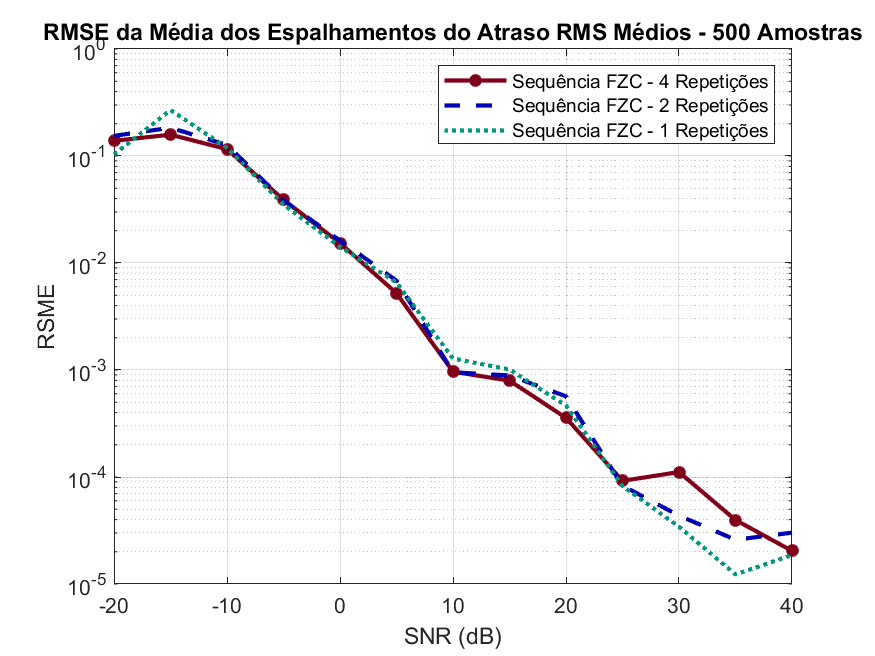 RMSE da Média dos Espalhamentos do Atraso RMS Médios - 500 Amostras
10^0
Sequência FZC - 4 Repetições
Sequência FZC - 2 Repetições
Sequência FZC - 1 Repetições
10^-1
10^-2
RSME
10^-3
10^-4
10^-5
-20 -10 0 10 20 30 40
SNR (dB)